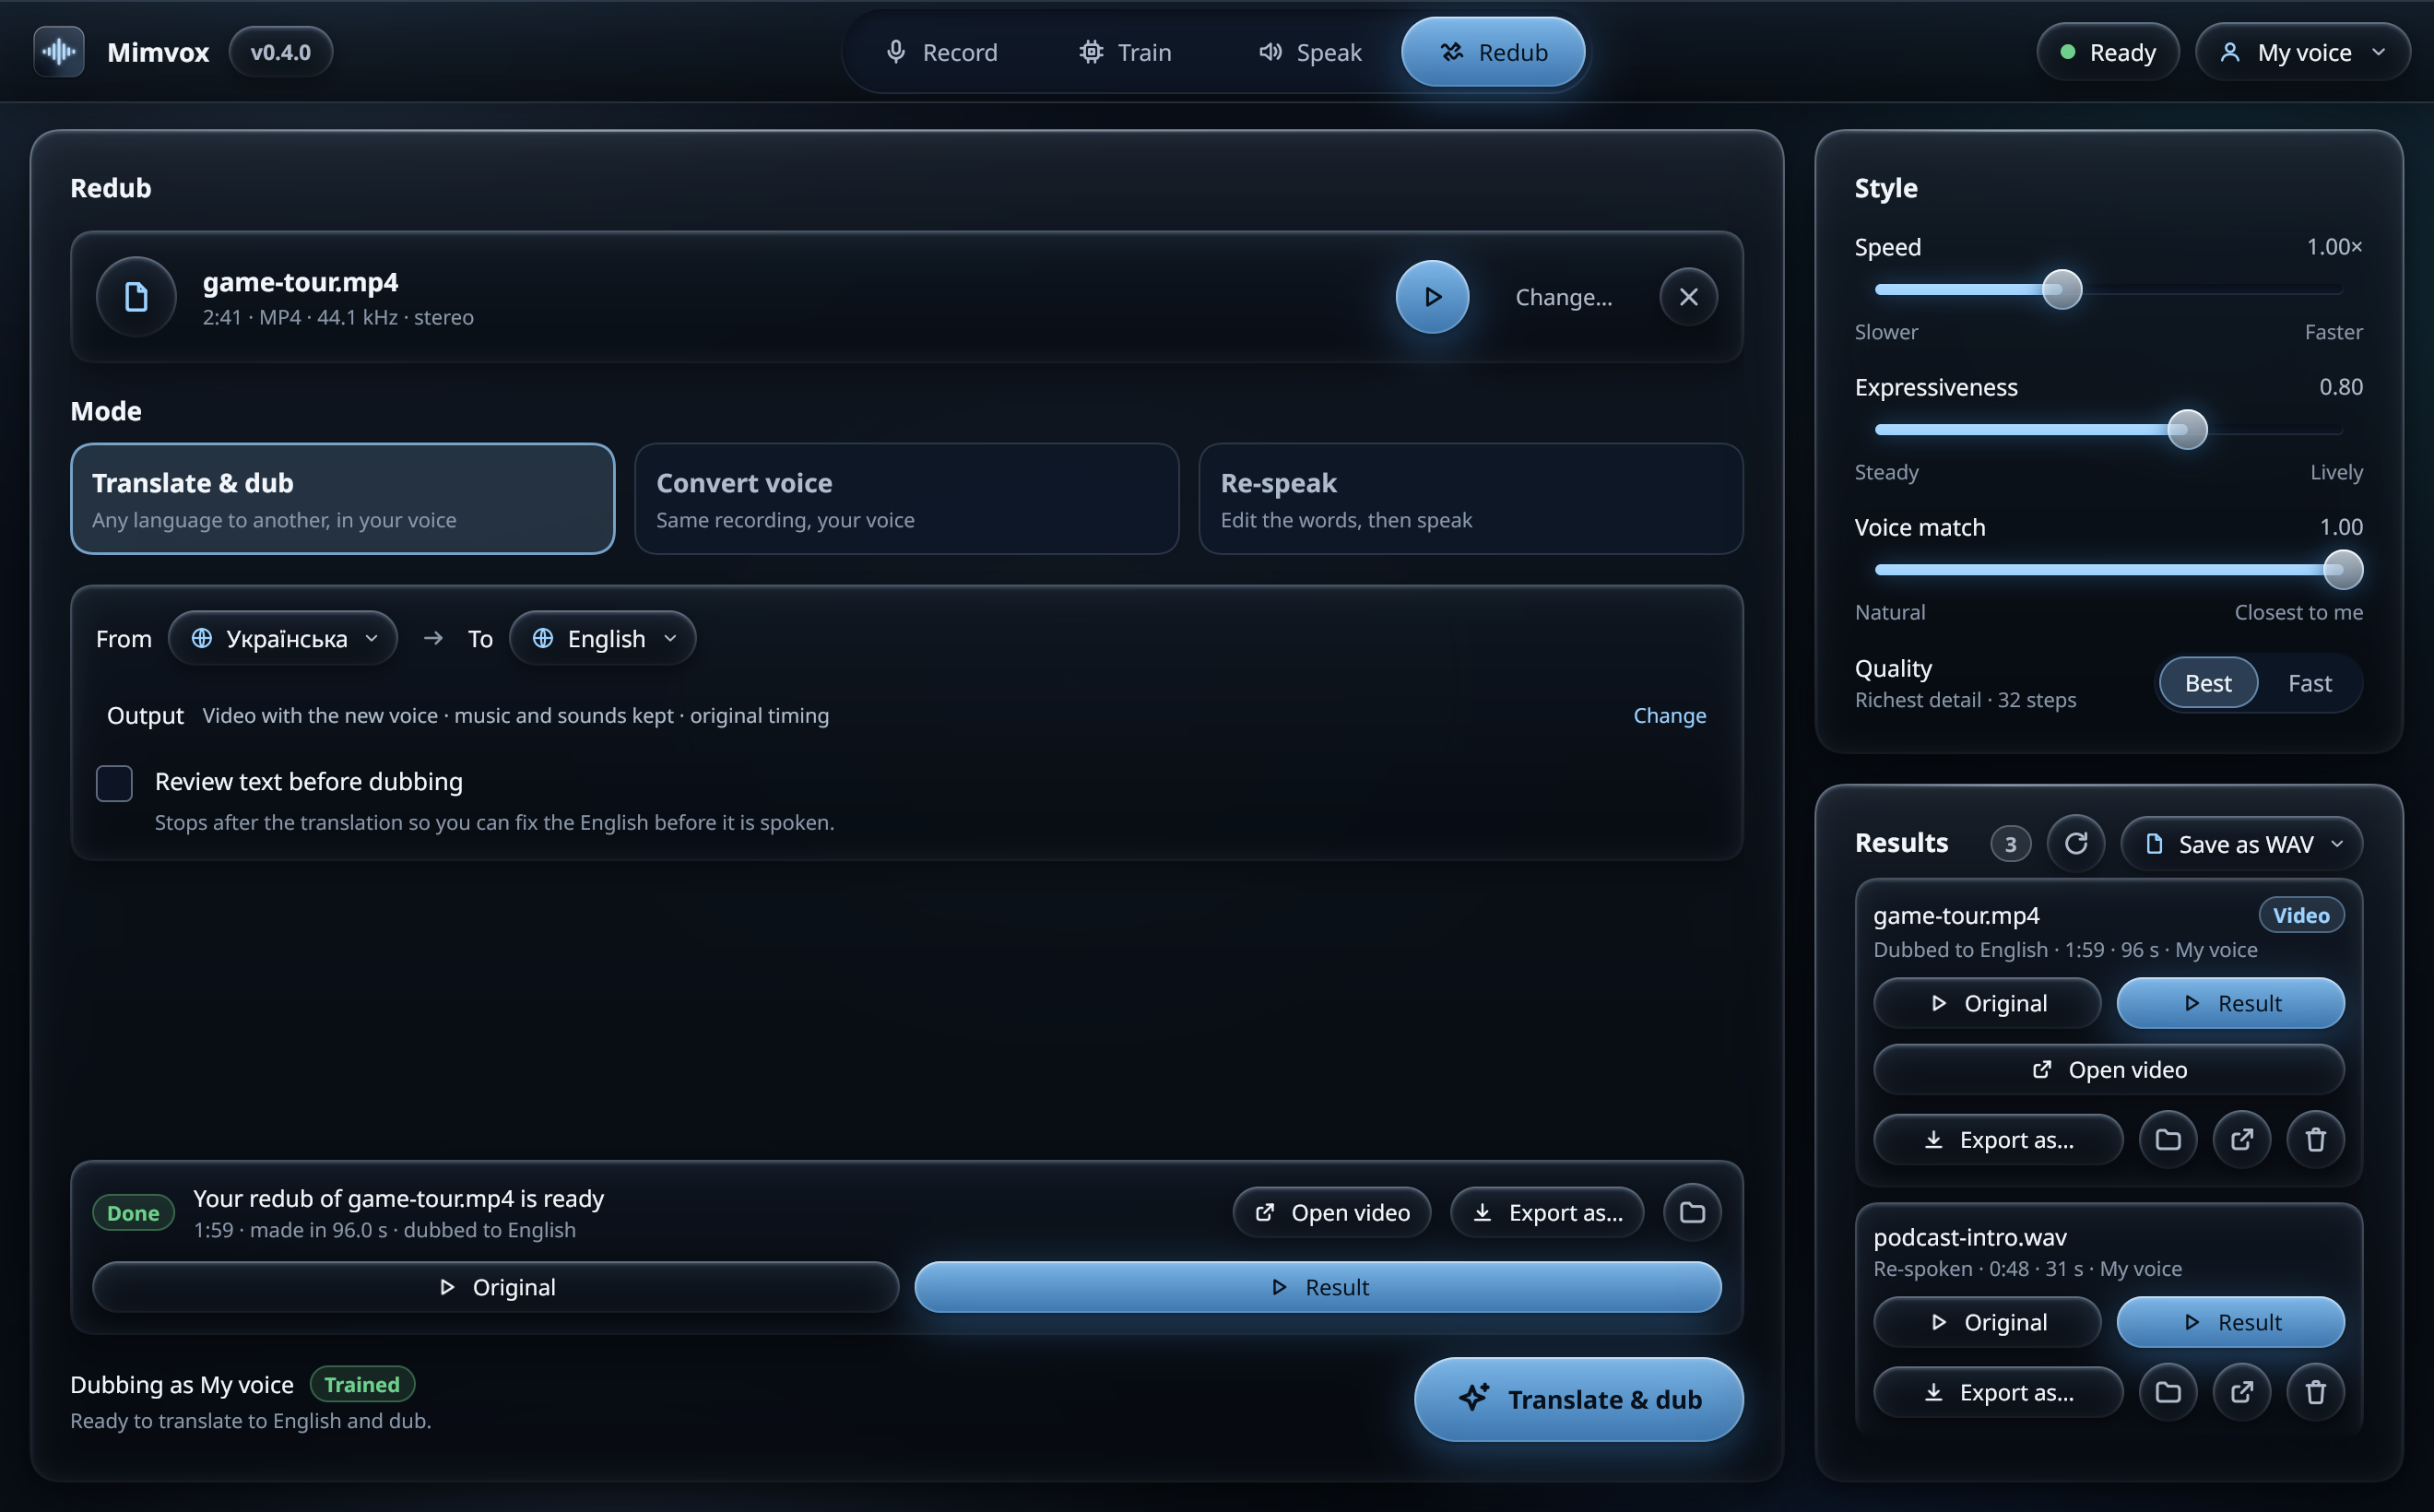 Mimvox
v0.4.0
Record
Train
Speak
Redub
Ready
My voice
Redub
game-tour.mp4
2:41 · MP4 · 44.1 kHz · stereo
Change...
Mode
Translate & dub
Any language to another, in your voice
Convert voice
Same recording, your voice
Re-speak
Edit the words, then speak
From
Українська
To
English
Output
Video with the new voice · music and sounds kept · original timing
Change
Review text before dubbing
Stops after the translation so you can fix the English before it is spoken.
Done
Your redub of game-tour.mp4 is ready
1:59 · made in 96.0 s · dubbed to English
Open video
Export as...
Original
Result
Dubbing as My voice
Trained
Ready to translate to English and dub.
Translate & dub
Style
Speed
1.00×
Slower
Faster
Expressiveness
0.80
Steady
Lively
Voice match
1.00
Natural
Closest to me
Quality
Richest detail · 32 steps
Best
Fast
Results
3
Save as WAV
game-tour.mp4
Video
Dubbed to English · 1:59 · 96 s · My voice
Original
Result
Open video
Export as...
podcast-intro.wav
Re-spoken · 0:48 · 31 s · My voice
Original
Result
Export as...